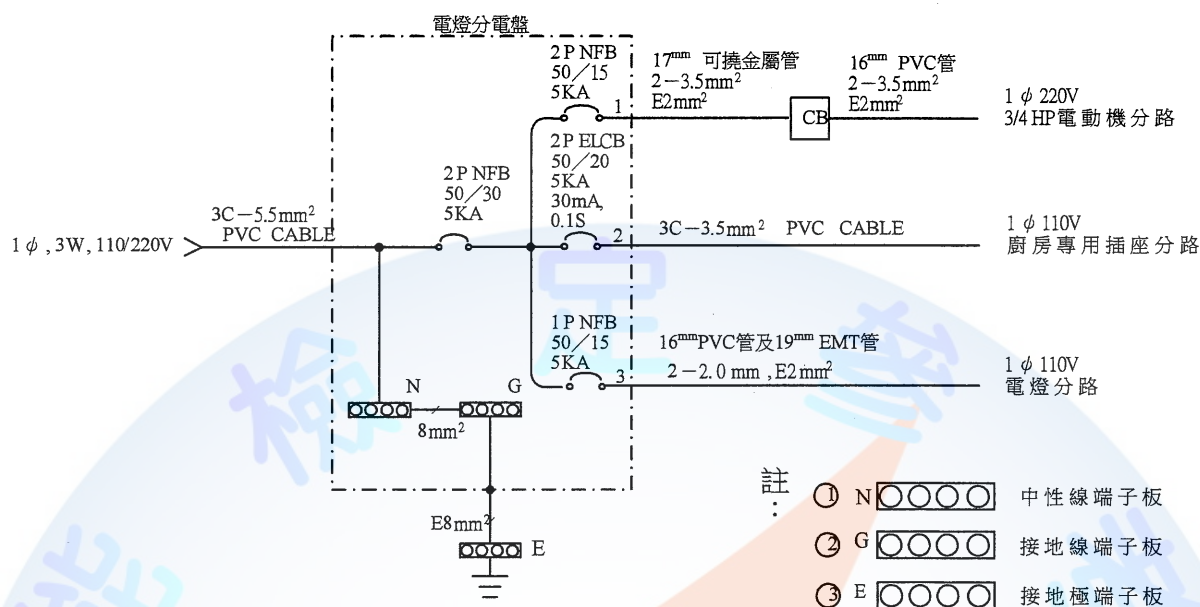 電燈分電盤
2P NFB
50/15
5KA
1
17mm 可撓金屬管
2-3.5mm²
E2mm²
CB
16mm PVC管
2-3.5mm²
E2mm²
1φ 220V
3/4HP電動機分路
2P ELCB
50/20
5KA
30mA,
0.1S
2
2P NFB
50/30
5KA
3C-5.5mm²
PVC CABLE
1φ,3W,110/220V
3C-3.5mm² PVC CABLE
1φ 110V
廚房專用插座分路
1P NFB
50/15
5KA
3
16mmPVC管及19mm EMT管
2-2.0mm,E2mm²
1φ 110V
電燈分路
N
G
8mm²
E8mm²
E
註:
① N 中性線端子板
② G 接地線端子板
③ E 接地極端子板
能
檢
定
參